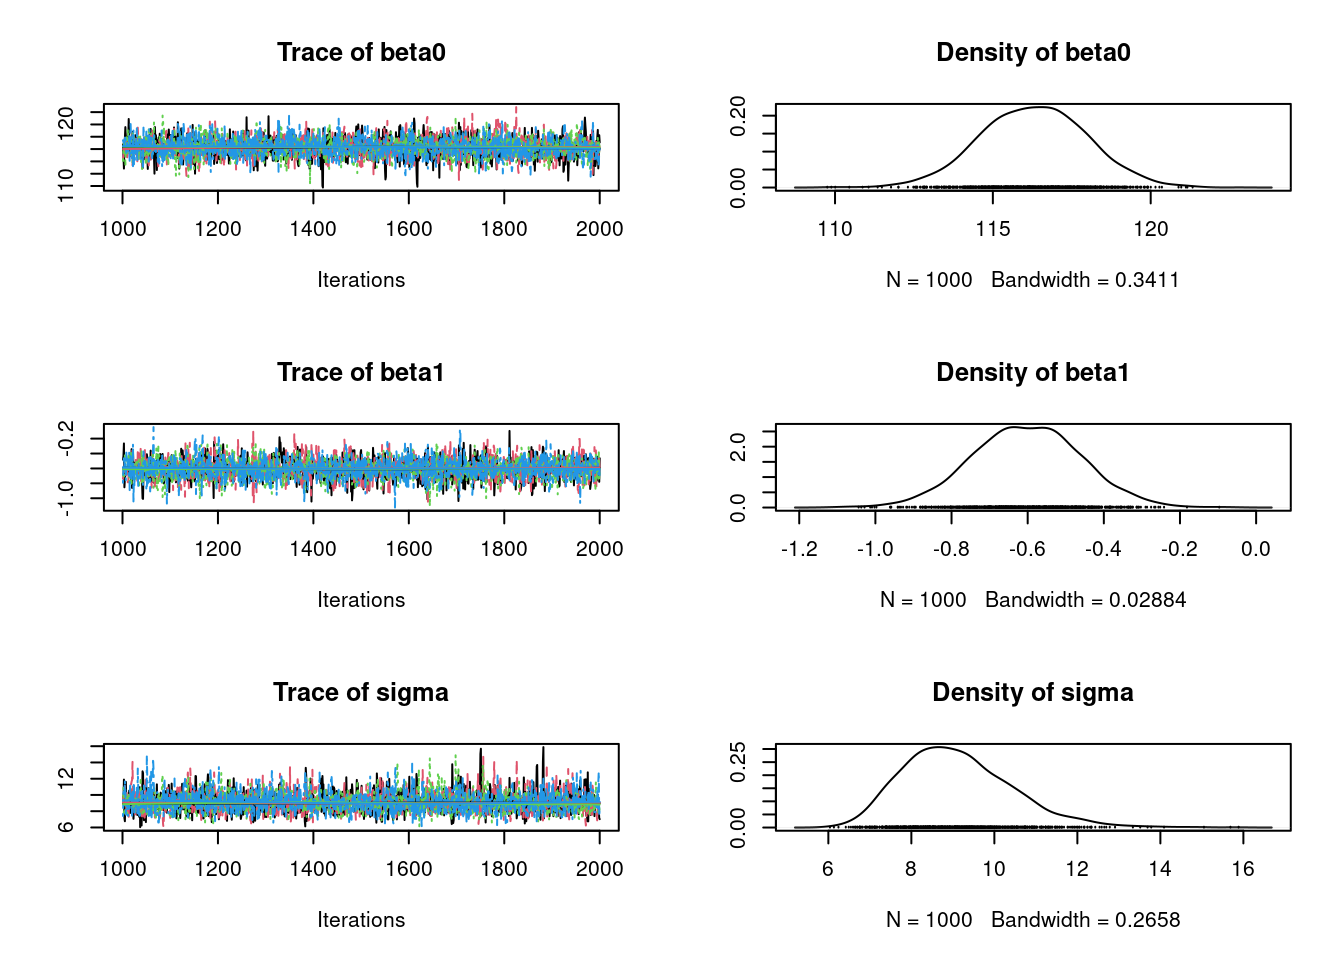 Trace of beta0
120
110
1000 1200 1400 1600 1800 2000
Iterations
Density of beta0
0.20
0.00
110 115 120
N = 1000 Bandwidth = 0.3411
Trace of beta1
-0.2
-1.0
1000 1200 1400 1600 1800 2000
Iterations
Density of beta1
2.0
0.0
-1.2 -1.0 -0.8 -0.6 -0.4 -0.2 0.0
N = 1000 Bandwidth = 0.02884
Trace of sigma
12
6
1000 1200 1400 1600 1800 2000
Iterations
Density of sigma
0.25
0.00
6 8 10 12 14 16
N = 1000 Bandwidth = 0.2658